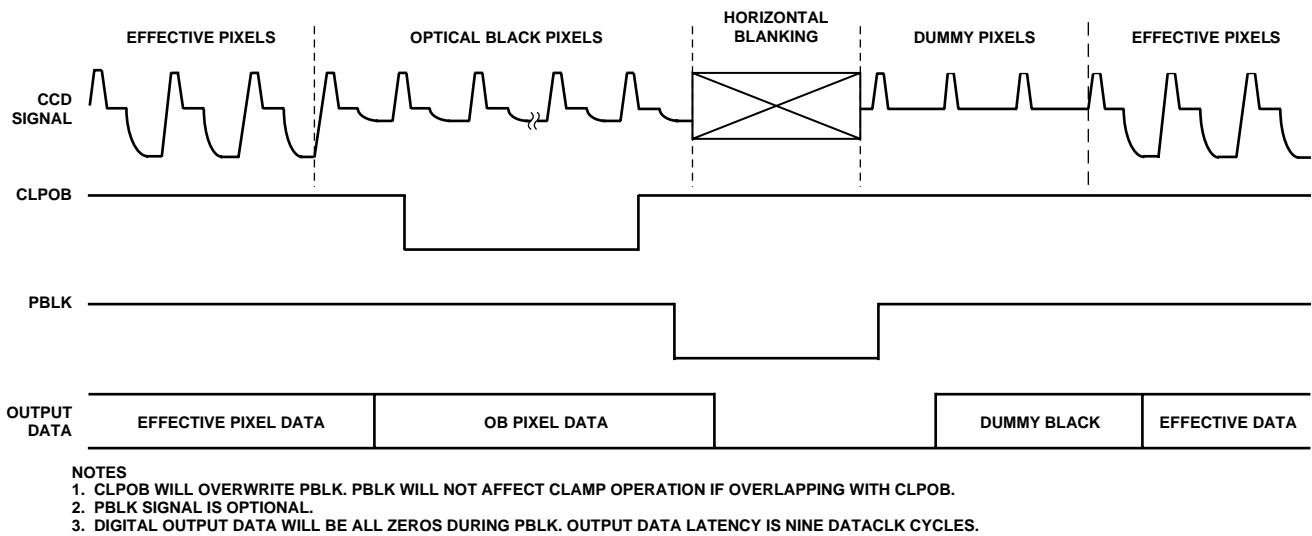 HORIZONTAL
BLANKING
EFFECTIVE PIXELS
OPTICAL BLACK PIXELS
DUMMY PIXELS
EFFECTIVE PIXELS
CCD
SIGNAL
CLPOB
PBLK
OUTPUT
DATA
EFFECTIVE PIXEL DATA
OB PIXEL DATA
DUMMY BLACK
EFFECTIVE DATA
NOTES
1. CLPOB WILL OVERWRITE PBLK. PBLK WILL NOT AFFECT CLAMP OPERATION IF OVERLAPPING WITH CLPOB.
2. PBLK SIGNAL IS OPTIONAL.
3. DIGITAL OUTPUT DATA WILL BE ALL ZEROS DURING PBLK. OUTPUT DATA LATENCY IS NINE DATACLK CYCLES.